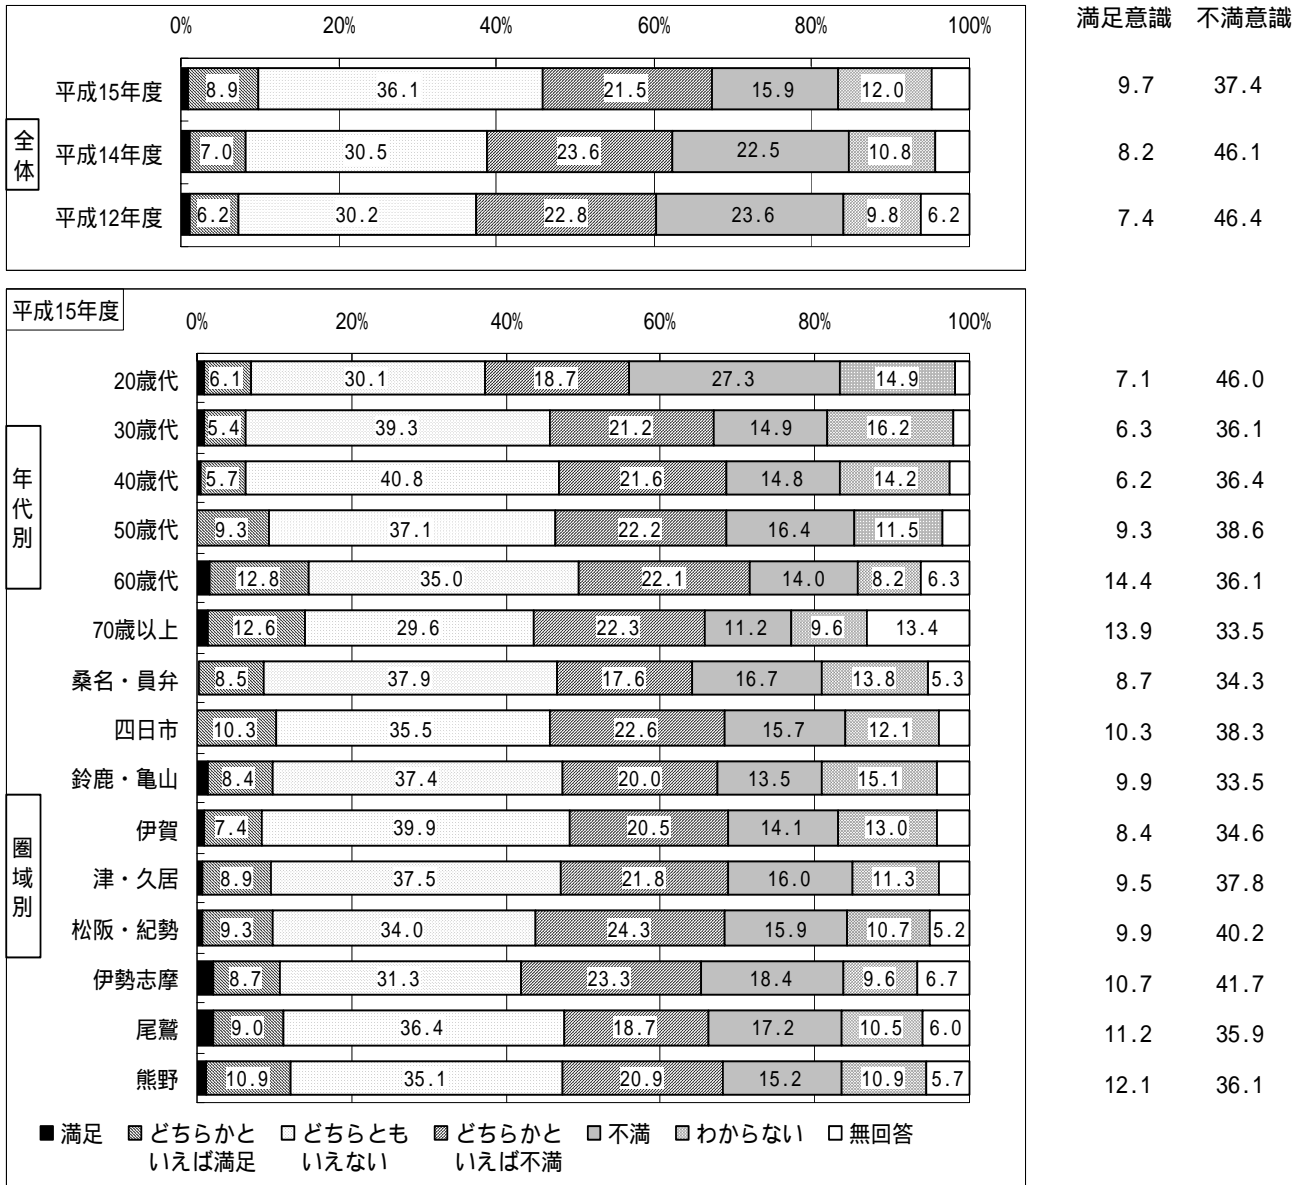 0% 20% 40% 60% 80% 100% 満足意識 不満意識
全体
平成15年度 8.9 36.1 21.5 15.9 12.0 9.7 37.4
平成14年度 7.0 30.5 23.6 22.5 10.8 8.2 46.1
平成12年度 6.2 30.2 22.8 23.6 9.8 6.2 7.4 46.4
平成15年度
0% 20% 40% 60% 80% 100%
年代別
20歳代 6.1 30.1 18.7 27.3 14.9 7.1 46.0
30歳代 5.4 39.3 21.2 14.9 16.2 6.3 36.1
40歳代 5.7 40.8 21.6 14.8 14.2 6.2 36.4
50歳代 9.3 37.1 22.2 16.4 11.5 9.3 38.6
60歳代 12.8 35.0 22.1 14.0 8.2 6.3 14.4 36.1
70歳以上 12.6 29.6 22.3 11.2 9.6 13.4 13.9 33.5
圏域別
桑名・員弁 8.5 37.9 17.6 16.7 13.8 5.3 8.7 34.3
四日市 10.3 35.5 22.6 15.7 12.1 10.3 38.3
鈴鹿・亀山 8.4 37.4 20.0 13.5 15.1 9.9 33.5
伊賀 7.4 39.9 20.5 14.1 13.0 8.4 34.6
津・久居 8.9 37.5 21.8 16.0 11.3 9.5 37.8
松阪・紀勢 9.3 34.0 24.3 15.9 10.7 5.2 9.9 40.2
伊勢志摩 8.7 31.3 23.3 18.4 9.6 6.7 10.7 41.7
尾鷲 9.0 36.4 18.7 17.2 10.5 6.0 11.2 35.9
熊野 10.9 35.1 20.9 15.2 10.9 5.7 12.1 36.1
満足 どちらかと どちらとも どちらかと 不満 わからない 無回答
いえば満足 いえない いえば不満